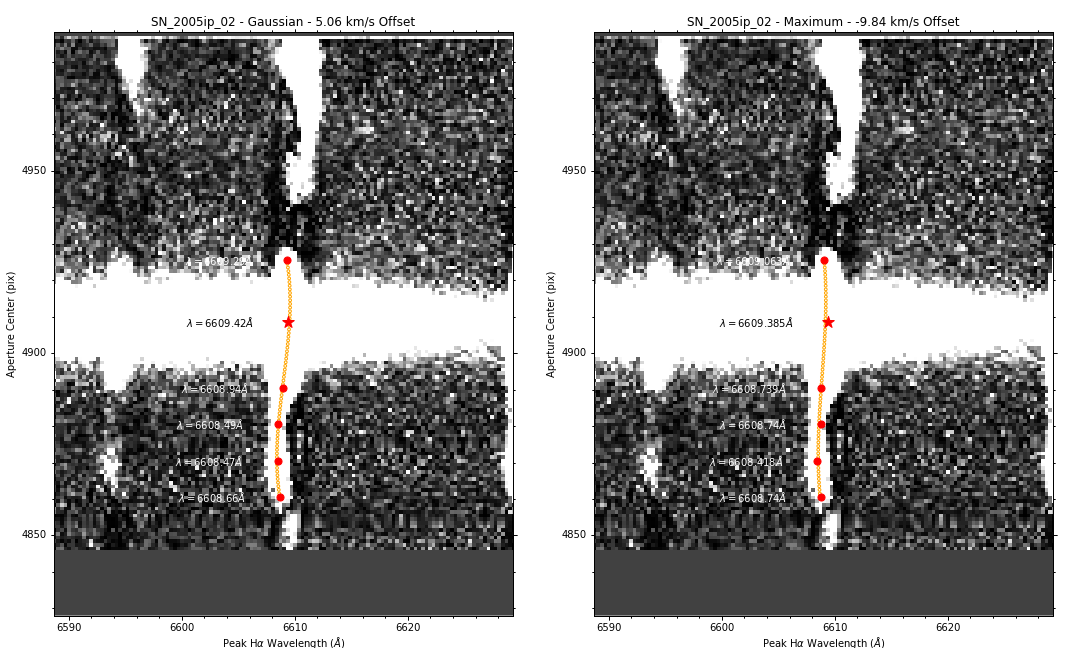 SN_2005ip_02 - Gaussian - 5.06 km/s Offset
SN_2005ip_02 - Maximum - -9.84 km/s Offset
Aperture Center (pix)
4950
4900
4850
λ = 6609.42Å
λ = 6608.94Å
λ = 6608.49Å
λ = 6608.47Å
λ = 6608.66Å
6590
6600
6610
6620
Peak Hα Wavelength (Å)
Aperture Center (pix)
4950
4900
4850
λ = 6609.063Å
λ = 6609.385Å
λ = 6608.739Å
λ = 6608.74Å
λ = 6608.418Å
λ = 6608.74Å
6590
6600
6610
6620
Peak Hα Wavelength (Å)